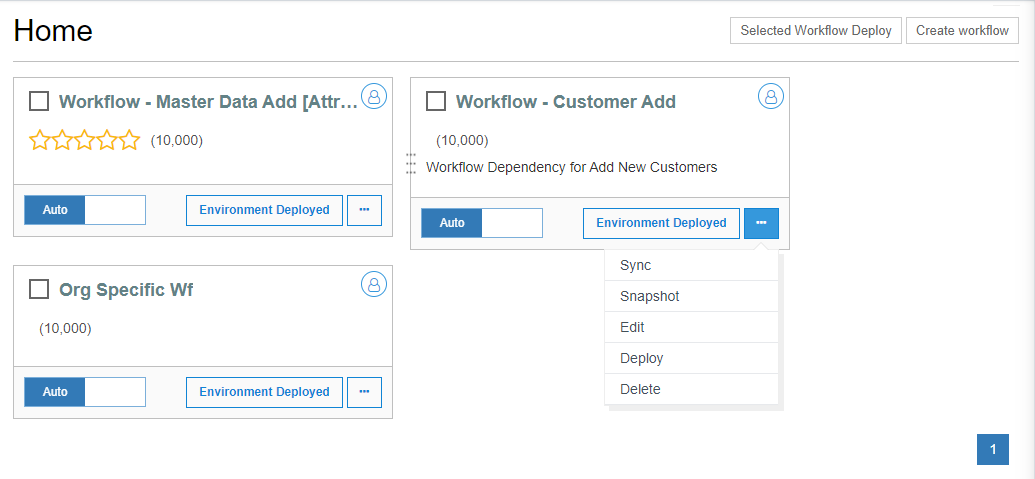 Home
Selected Workflow Deploy
Create workflow
Workflow - Master Data Add [Attr...
(10,000)
Auto
Environment Deployed
...
Workflow - Customer Add
(10,000)
Workflow Dependency for Add New Customers
Auto
Environment Deployed
...
Sync
Snapshot
Edit
Deploy
Delete
Org Specific Wf
(10,000)
Auto
Environment Deployed
...
1